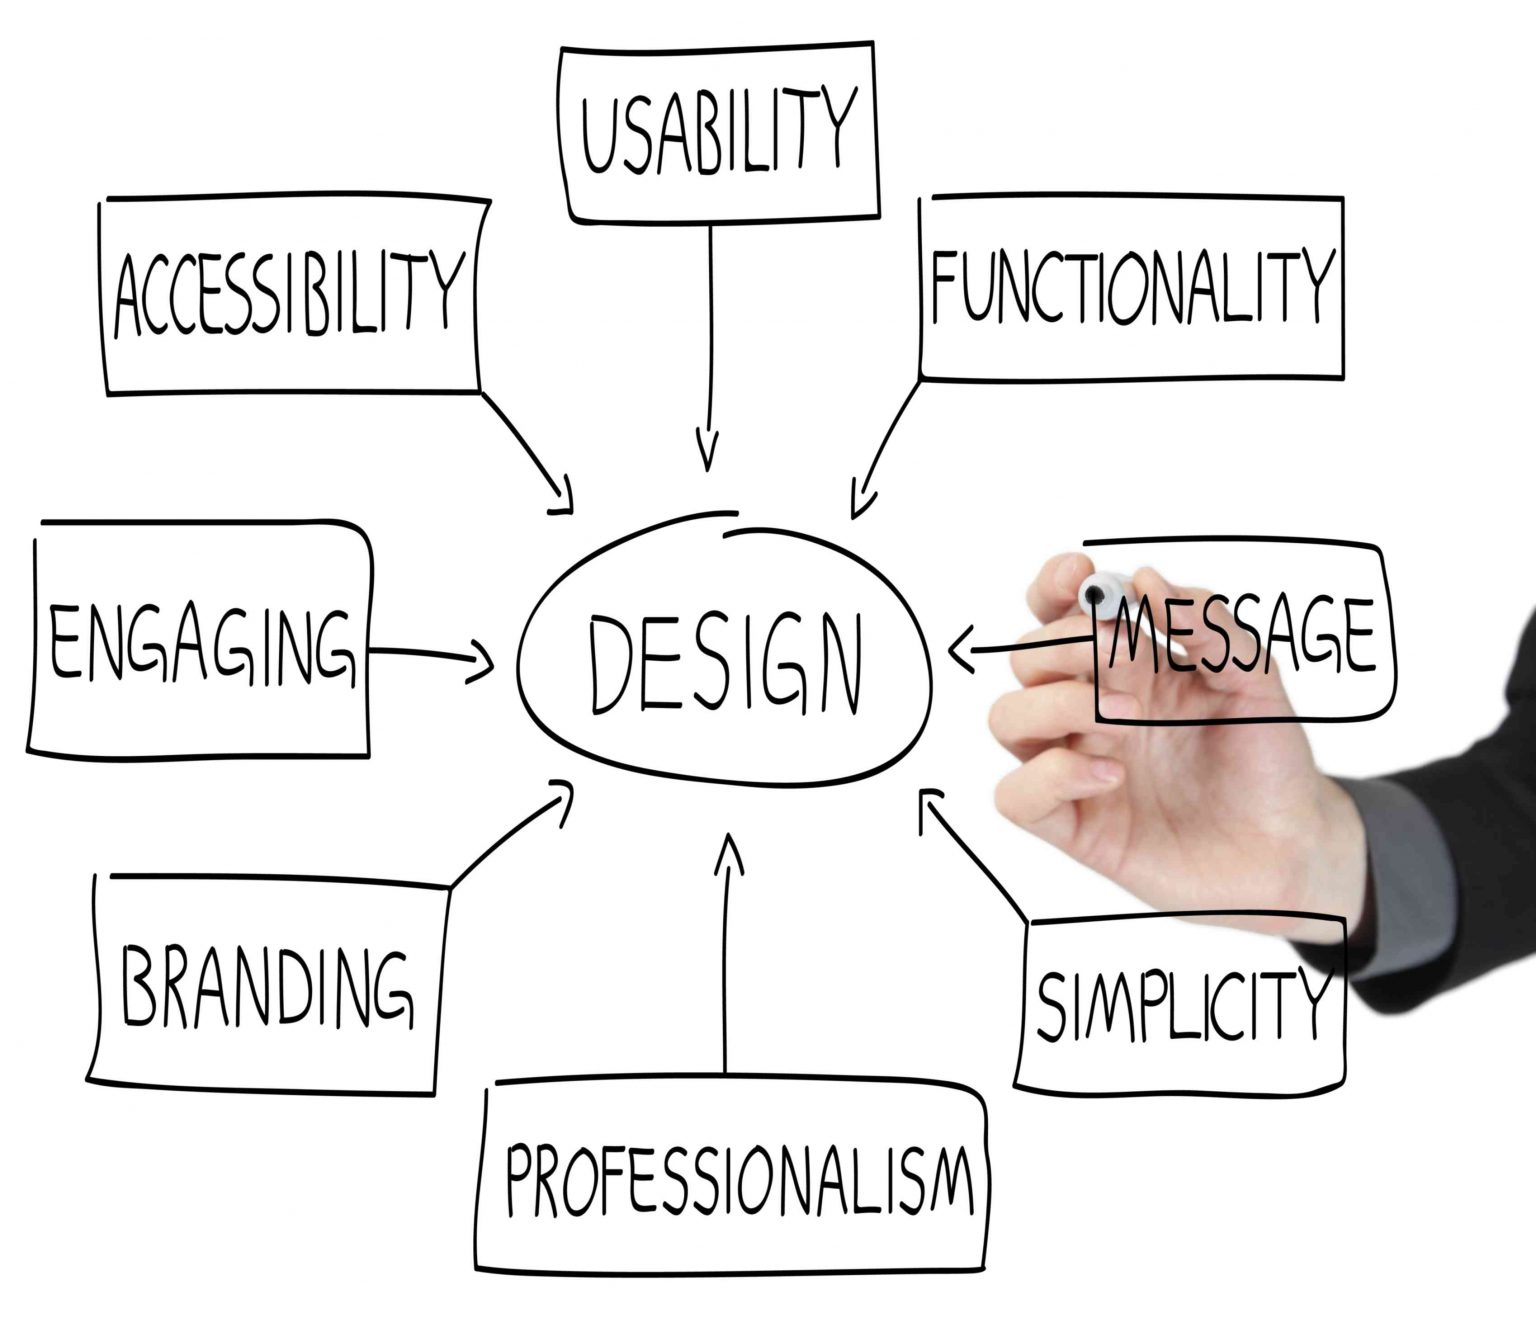 USABILITY
ACCESSIBILITY
FUNCTIONALITY
ENGAGING
DESIGN
MESSAGE
BRANDING
SIMPLICITY
PROFESSIONALISM